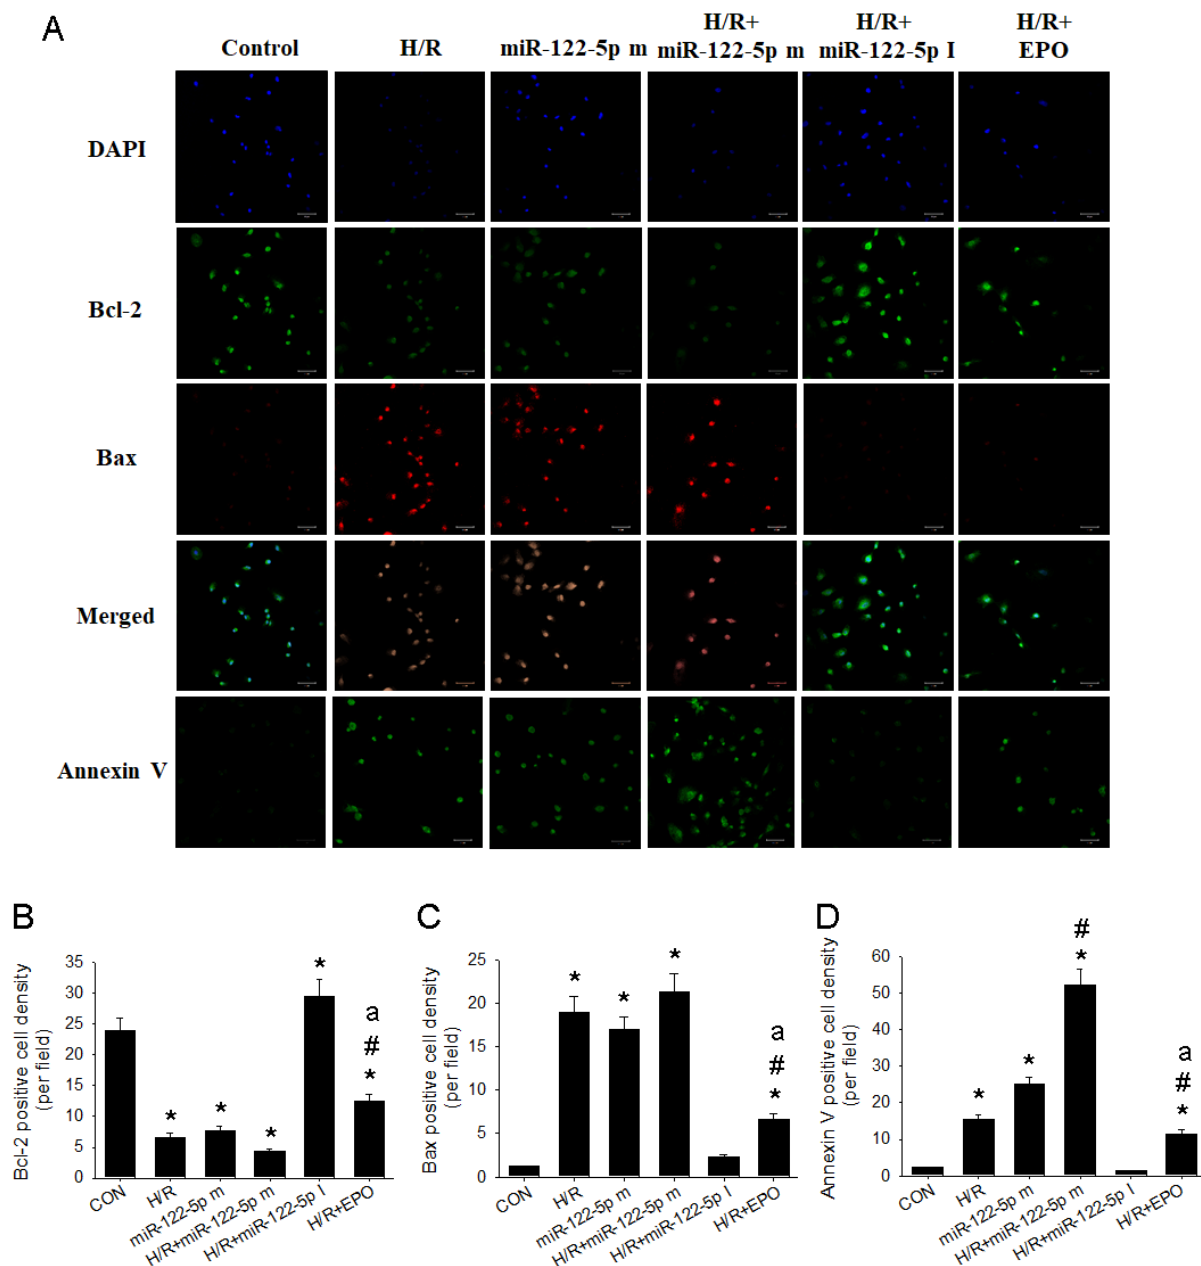 A
Control
H/R
miR-122-5p m
H/R+
miR-122-5p m
H/R+
miR-122-5p I
H/R+
EPO
DAPI
Bcl-2
Bax
Merged
Annexin V
B
Bcl-2 positive cell density
(per field)
35
30
25
20
15
10
5
0
*
*
*
*
a
#
*
CON
H/R
miR-122-5p m
H/R+miR-122-5p m
H/R+miR-122-5p I
H/R+EPO
C
Bax positive cell density
(per field)
25
20
15
10
5
0
*
*
*
a
#
*
CON
H/R
miR-122-5p m
H/R+miR-122-5p m
H/R+miR-122-5p I
H/R+EPO
D
Annexin V positive cell density
(per field)
60
50
40
30
20
10
0
*
*
#
*
a
#
*
CON
H/R
miR-122-5p m
H/R+miR-122-5p m
H/R+miR-122-5p I
H/R+EPO